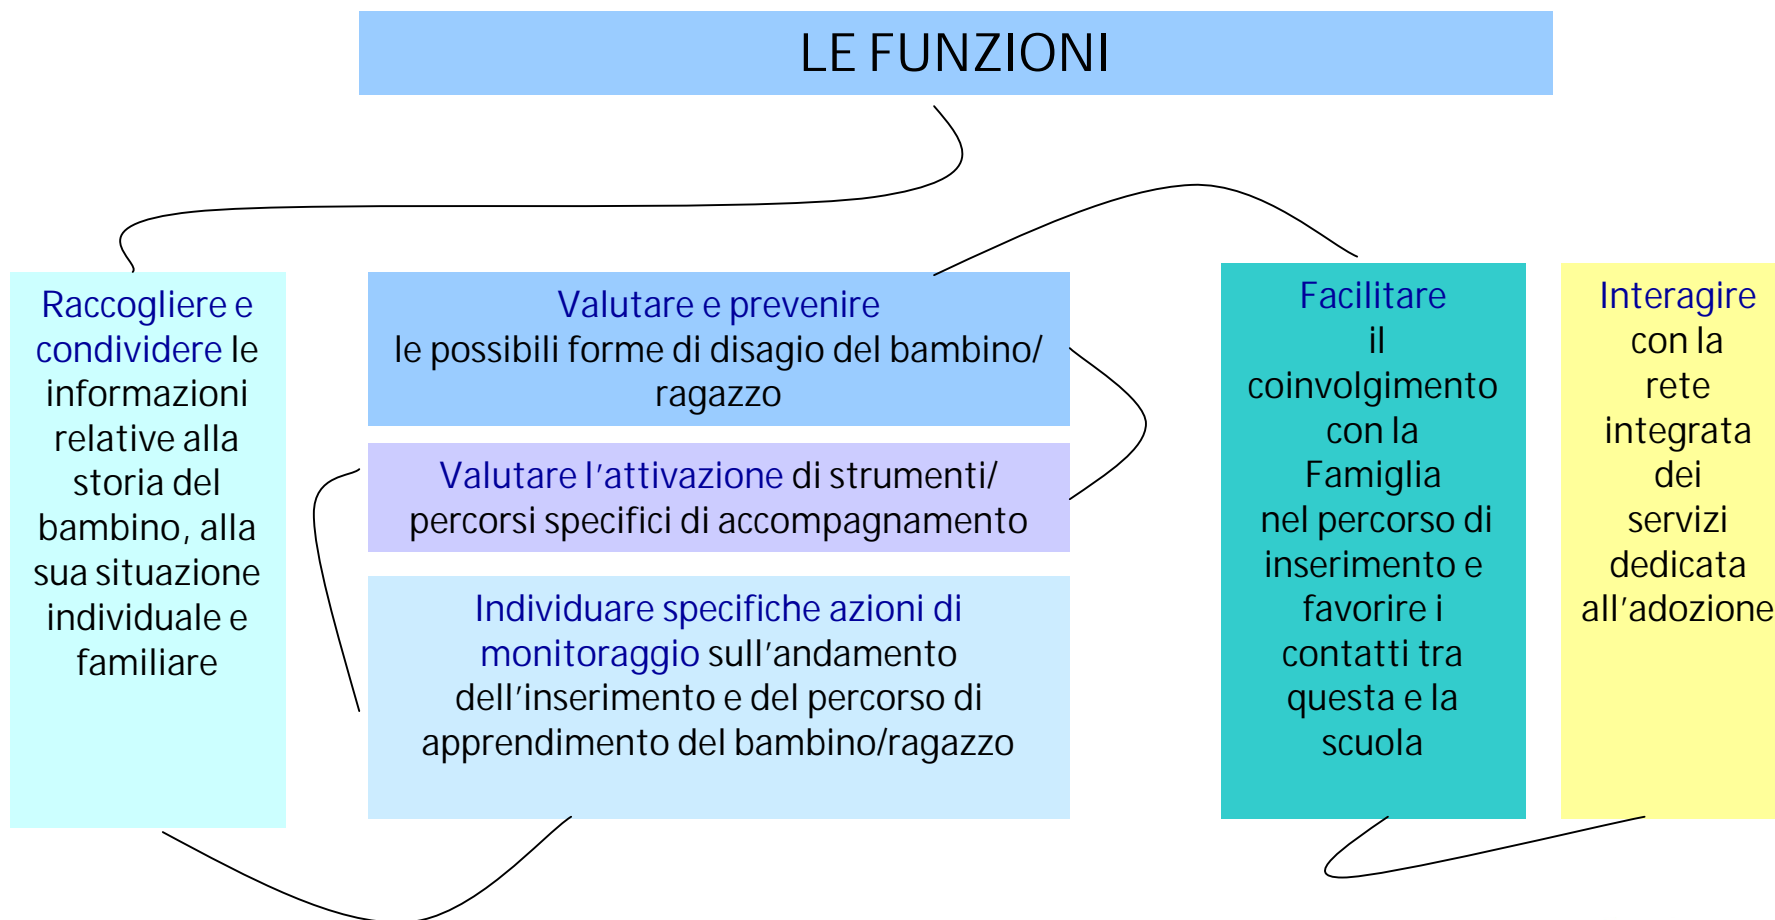 LE FUNZIONI
Raccogliere e
condividere le
informazioni
relative alla
storia del
bambino, alla
sua situazione
individuale e
familiare
Valutare e prevenire
le possibili forme di disagio del bambino/
ragazzo
Valutare l’attivazione di strumenti/
percorsi specifici di accompagnamento
Individuare specifiche azioni di
monitoraggio sull’andamento
dell’inserimento e del percorso di
apprendimento del bambino/ragazzo
Facilitare
il
coinvolgimento
con la
Famiglia
nel percorso di
inserimento e
favorire i
contatti tra
questa e la
scuola
Interagire
con la
rete
integrata
dei
servizi
dedicata
all’adozione